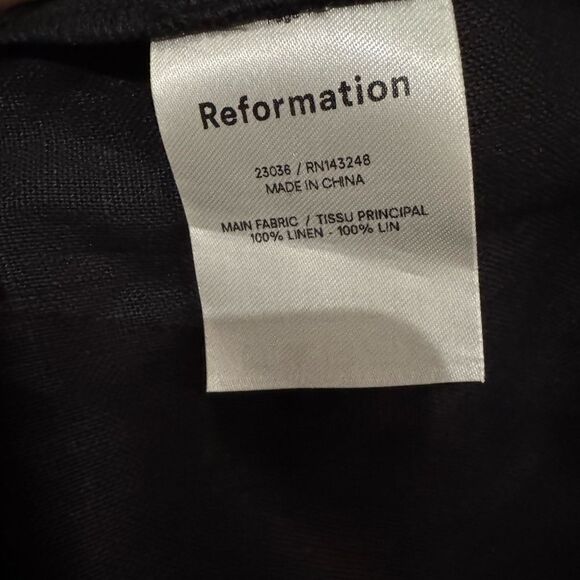 Reformation
23036 / RN143248
MADE IN CHINA
MAIN FABRIC / TISSU PRINCIPAL
100% LINEN - 100% LIN